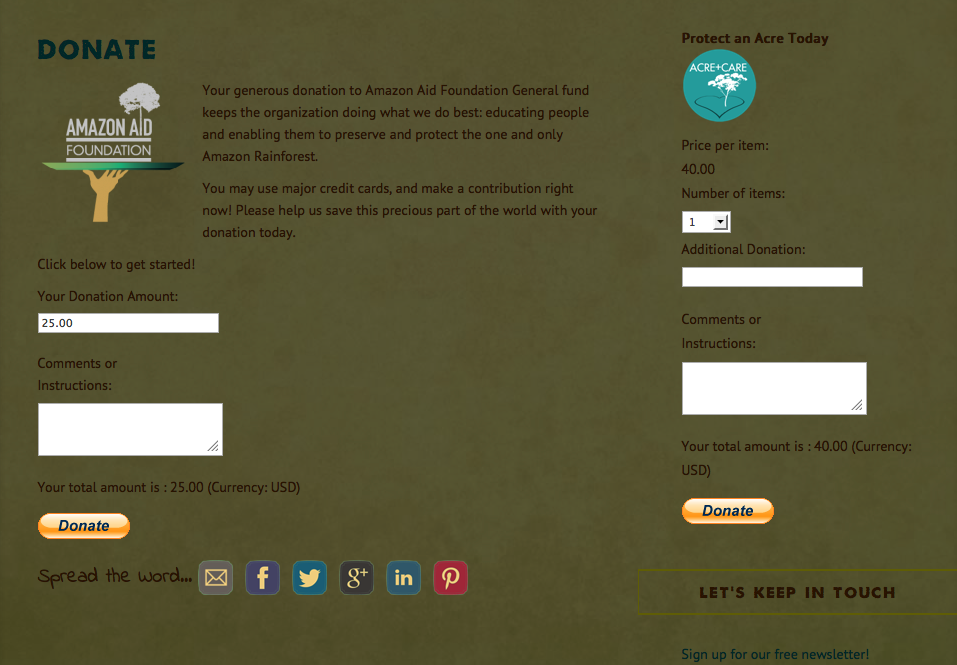 DONATE
AMAZON AID
FOUNDATION
Your generous donation to Amazon Aid Foundation General fund
keeps the organization doing what we do best: educating people
and enabling them to preserve and protect the one and only
Amazon Rainforest.
You may use major credit cards, and make a contribution right
now! Please help us save this precious part of the world with your
donation today.
Click below to get started!
Your Donation Amount:
25.00
Comments or
Instructions:
Your total amount is : 25.00 (Currency: USD)
Donate
Spread the word...
f
g+
in
Protect an Acre Today
ACRE+CARE
Price per item:
40.00
Number of items:
1
Additional Donation:
Comments or
Instructions:
Your total amount is : 40.00 (Currency:
USD)
Donate
LET'S KEEP IN TOUCH
Sign up for our free newsletter!